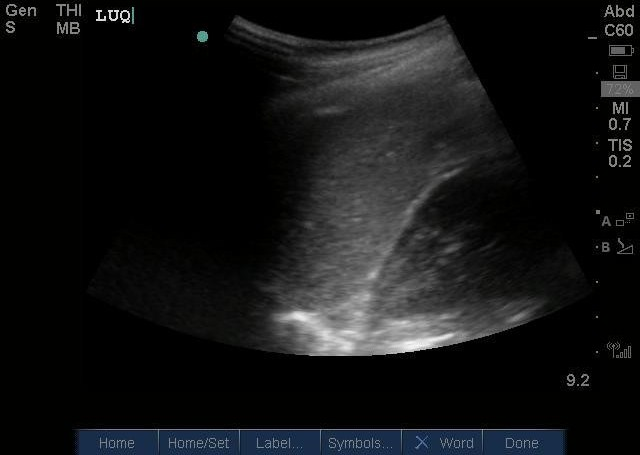 Gen
S
THI
MB
LUQ
Abd
C60
72%
MI
0.7
TIS
0.2
A
B
9.2
Home
Home/Set
Label...
Symbols...
X Word
Done